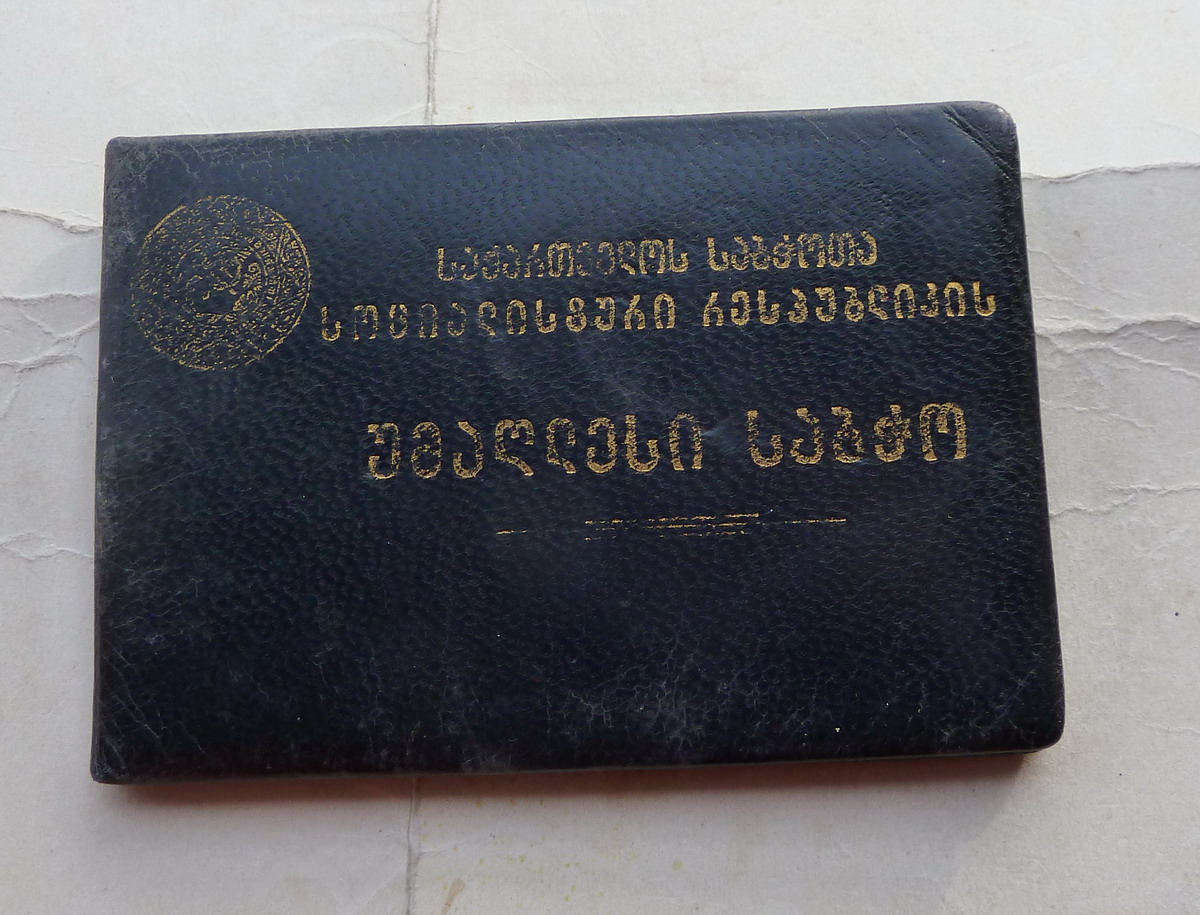 საქართველოს საბჭოთა
სოციალისტური რესპუბლიკის
უმაღლესი საბჭო